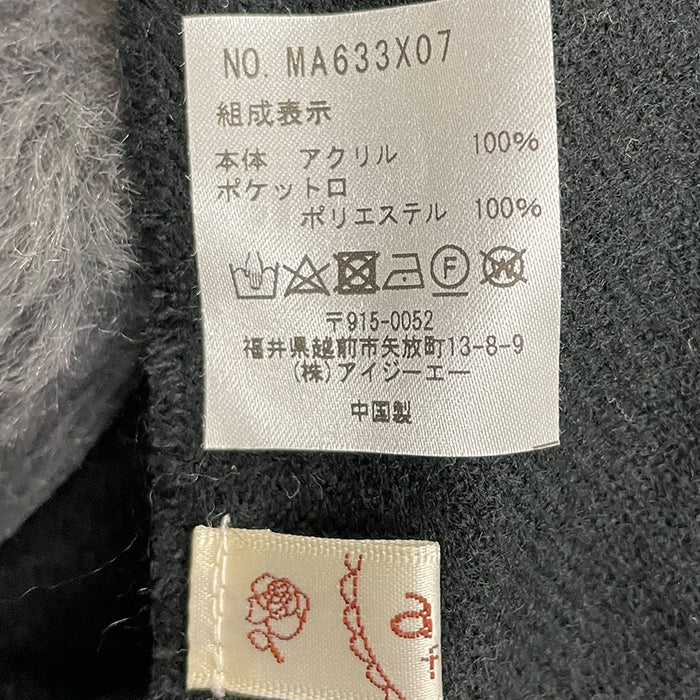 NO. MA633X07
組成表示
本体 アクリル 100%
ポケット口
ポリエステル 100%
F W
〒915-0052
福井県越前市矢放町13-8-9
(株)アイジーエー
中国製